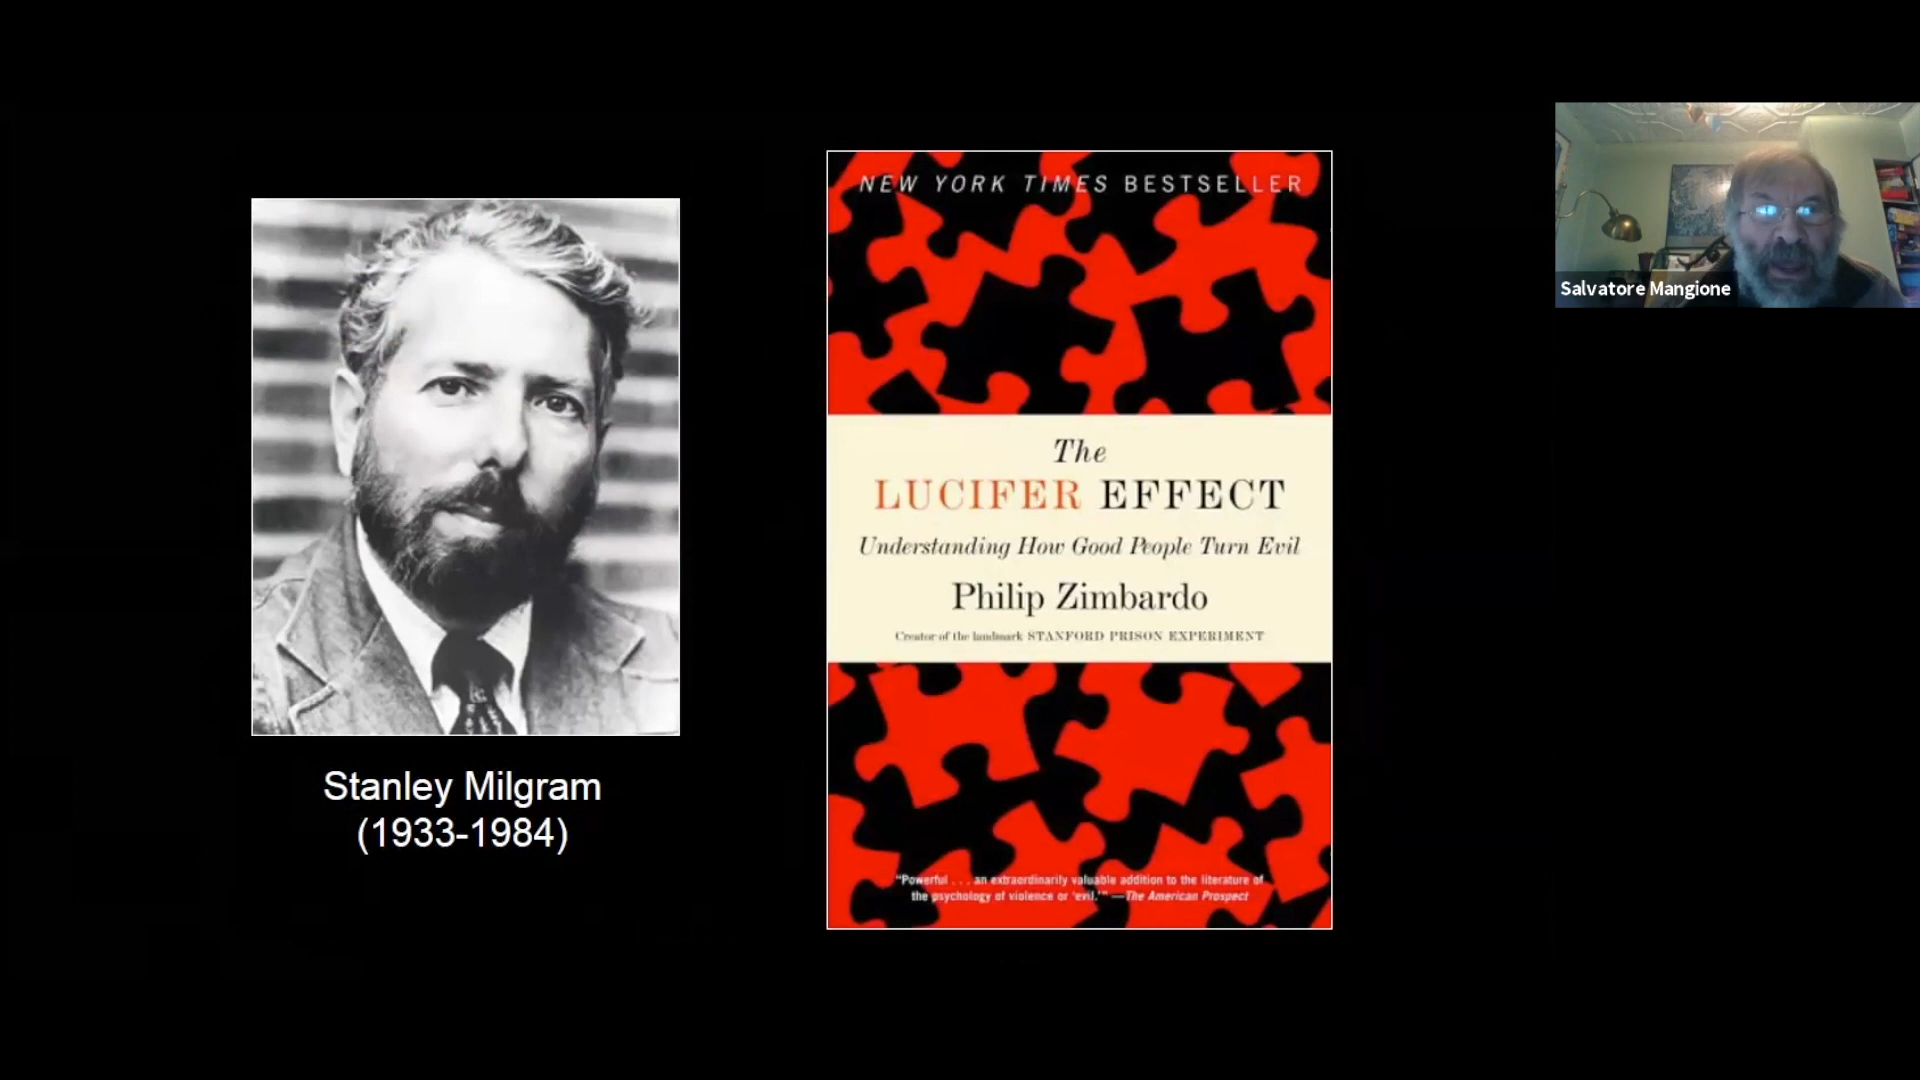 NEW YORK TIMES BESTSELLER
The
LUCIFER EFFECT
Understanding How Good People Turn Evil
Philip Zimbardo
Creator of the landmark STANFORD PRISON EXPERIMENT
"Powerful . . . an extraordinarily valuable addition to the literature of
the psychology of violence or 'evil.'" —The American Prospect
Stanley Milgram
(1933-1984)
Salvatore Mangione